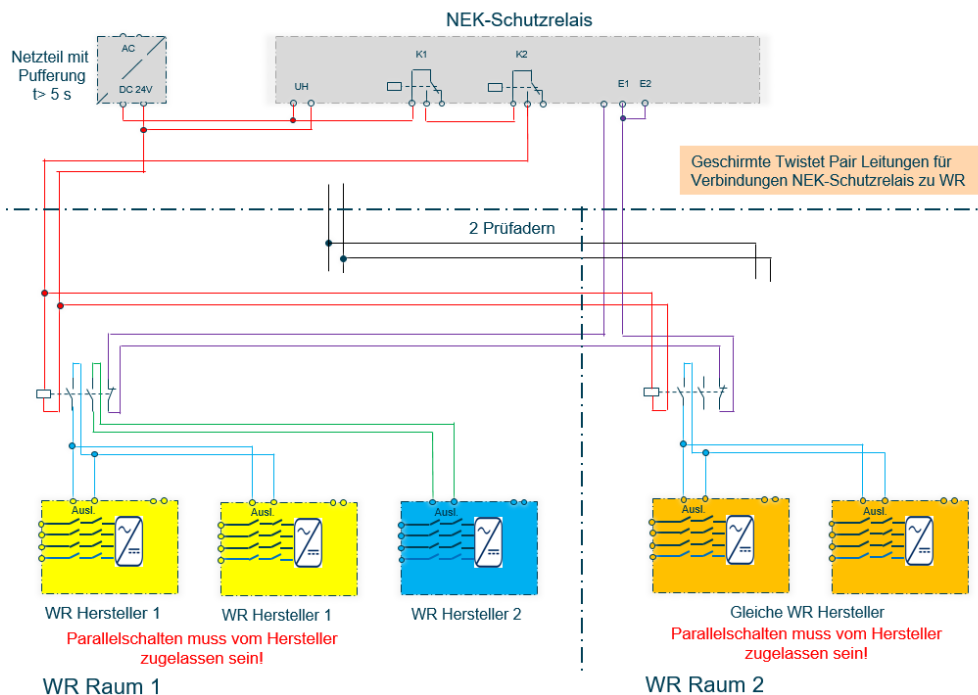 NEK-Schutzrelais
Netzteil mit
Pufferung
t> 5 s
AC
DC 24V
UH
K1
K2
E1
E2
Geschirmte Twistet Pair Leitungen für
Verbindungen NEK-Schutzrelais zu WR
2 Prüfadern
Ausl.
Ausl.
Ausl.
Ausl.
Ausl.
WR Hersteller 1
WR Hersteller 1
WR Hersteller 2
Gleiche WR Hersteller
Parallelschalten muss vom Hersteller
zugelassen sein!
Parallelschalten muss vom Hersteller
zugelassen sein!
WR Raum 1
WR Raum 2